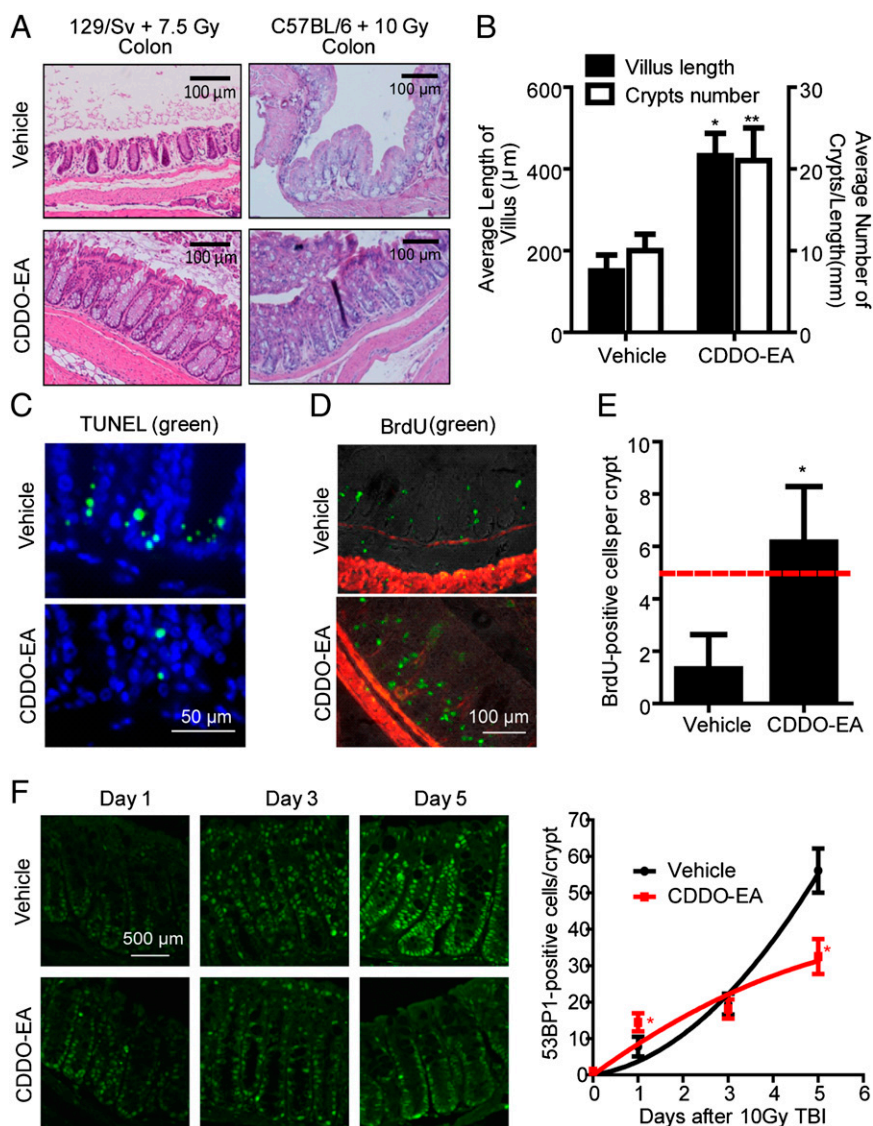 A
129/Sv + 7.5 Gy
Colon
C57BL/6 + 10 Gy
Colon
Vehicle
100 µm
100 µm
CDDO-EA
100 µm
100 µm
B
Villus length
Crypts number
Average Length of
Villus (µm)
600
400
200
0
*
**
30
20
10
0
Average Number of
Crypts/Length(mm)
Vehicle
CDDO-EA
C
TUNEL (green)
Vehicle
CDDO-EA
50 µm
D
BrdU(green)
Vehicle
CDDO-EA
100 µm
E
BrdU-positive cells per crypt
10
8
6
4
2
0
*
Vehicle
CDDO-EA
F
Day 1
Day 3
Day 5
Vehicle
500 µm
CDDO-EA
53BP1-positive cells/crypt
70
60
50
40
30
20
10
0
Vehicle
CDDO-EA
*
*
0 1 2 3 4 5 6
Days after 10Gy TBI